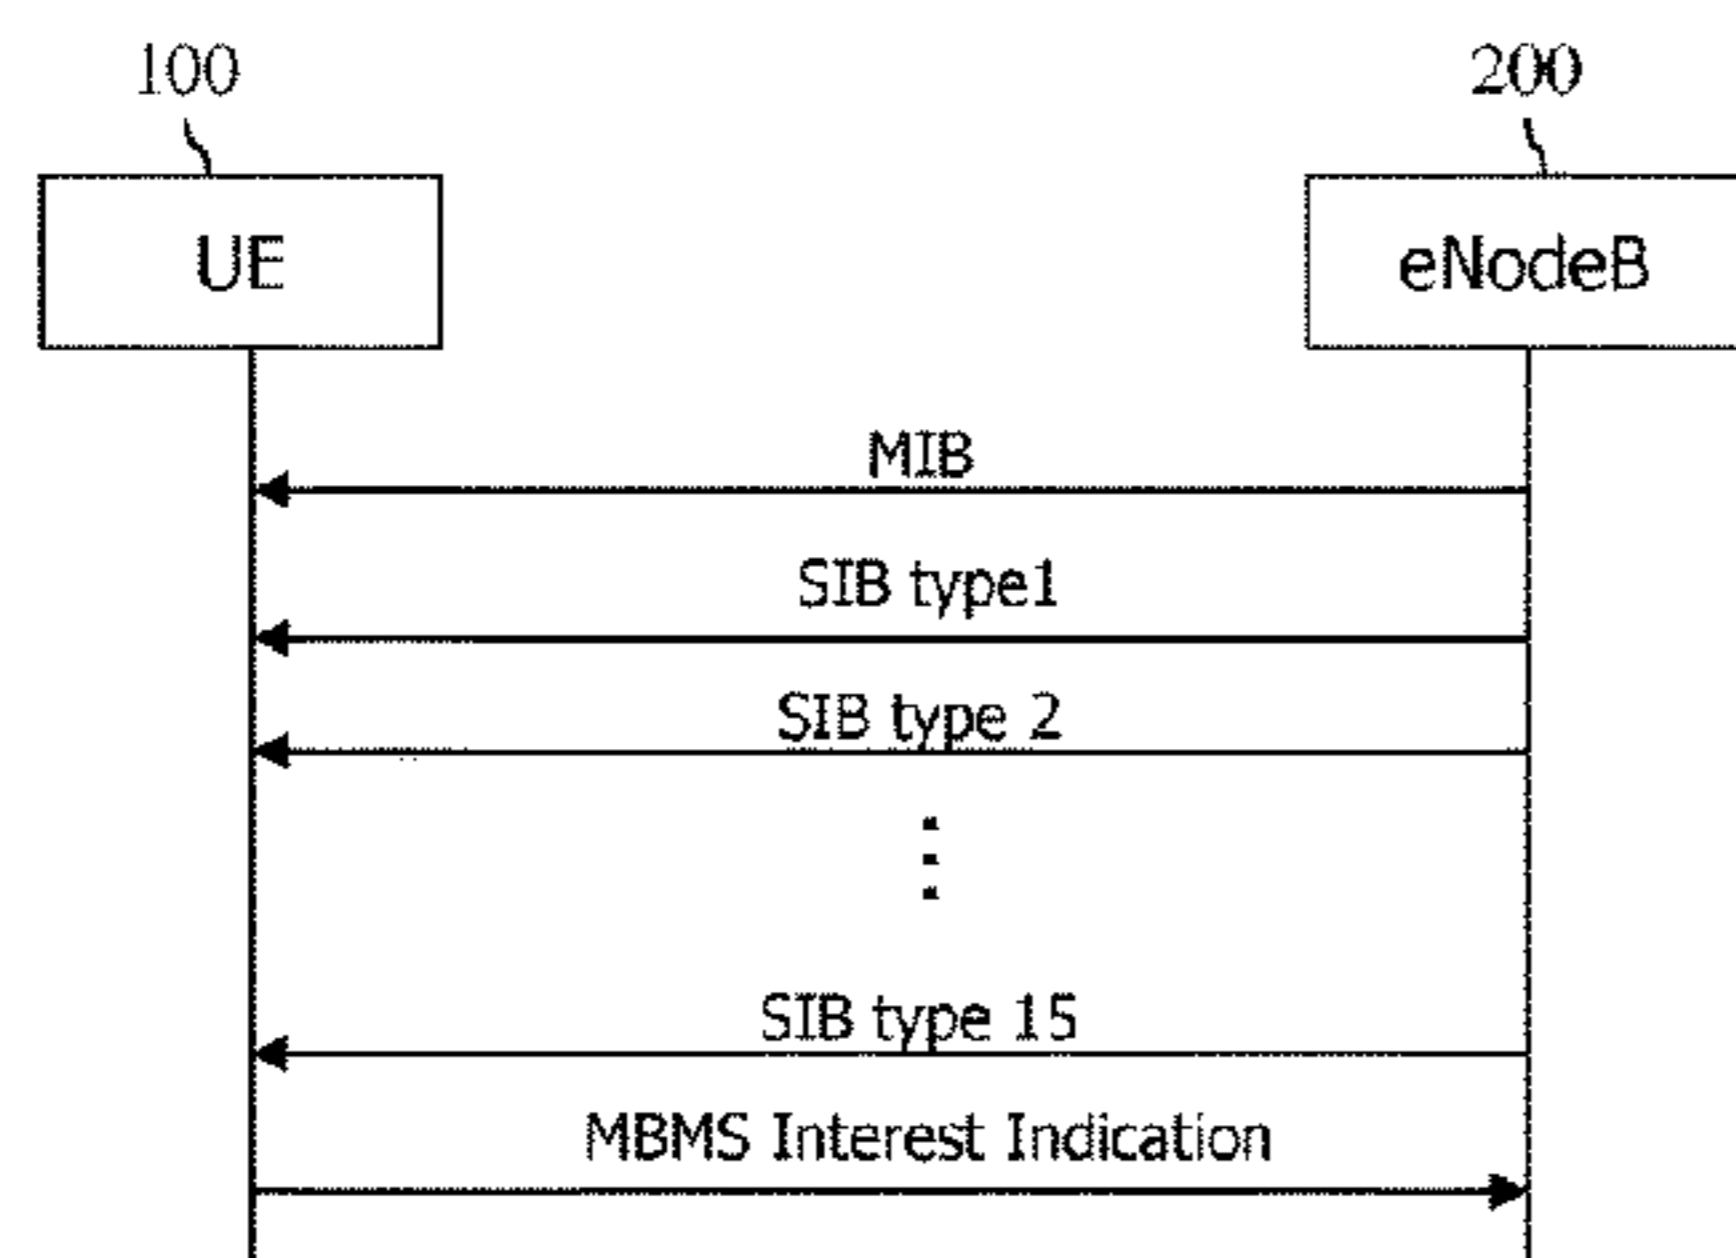 100
200
UE
eNodeB
MIB
SIB type1
SIB type 2
SIB type 15
MBMS Interest Indication